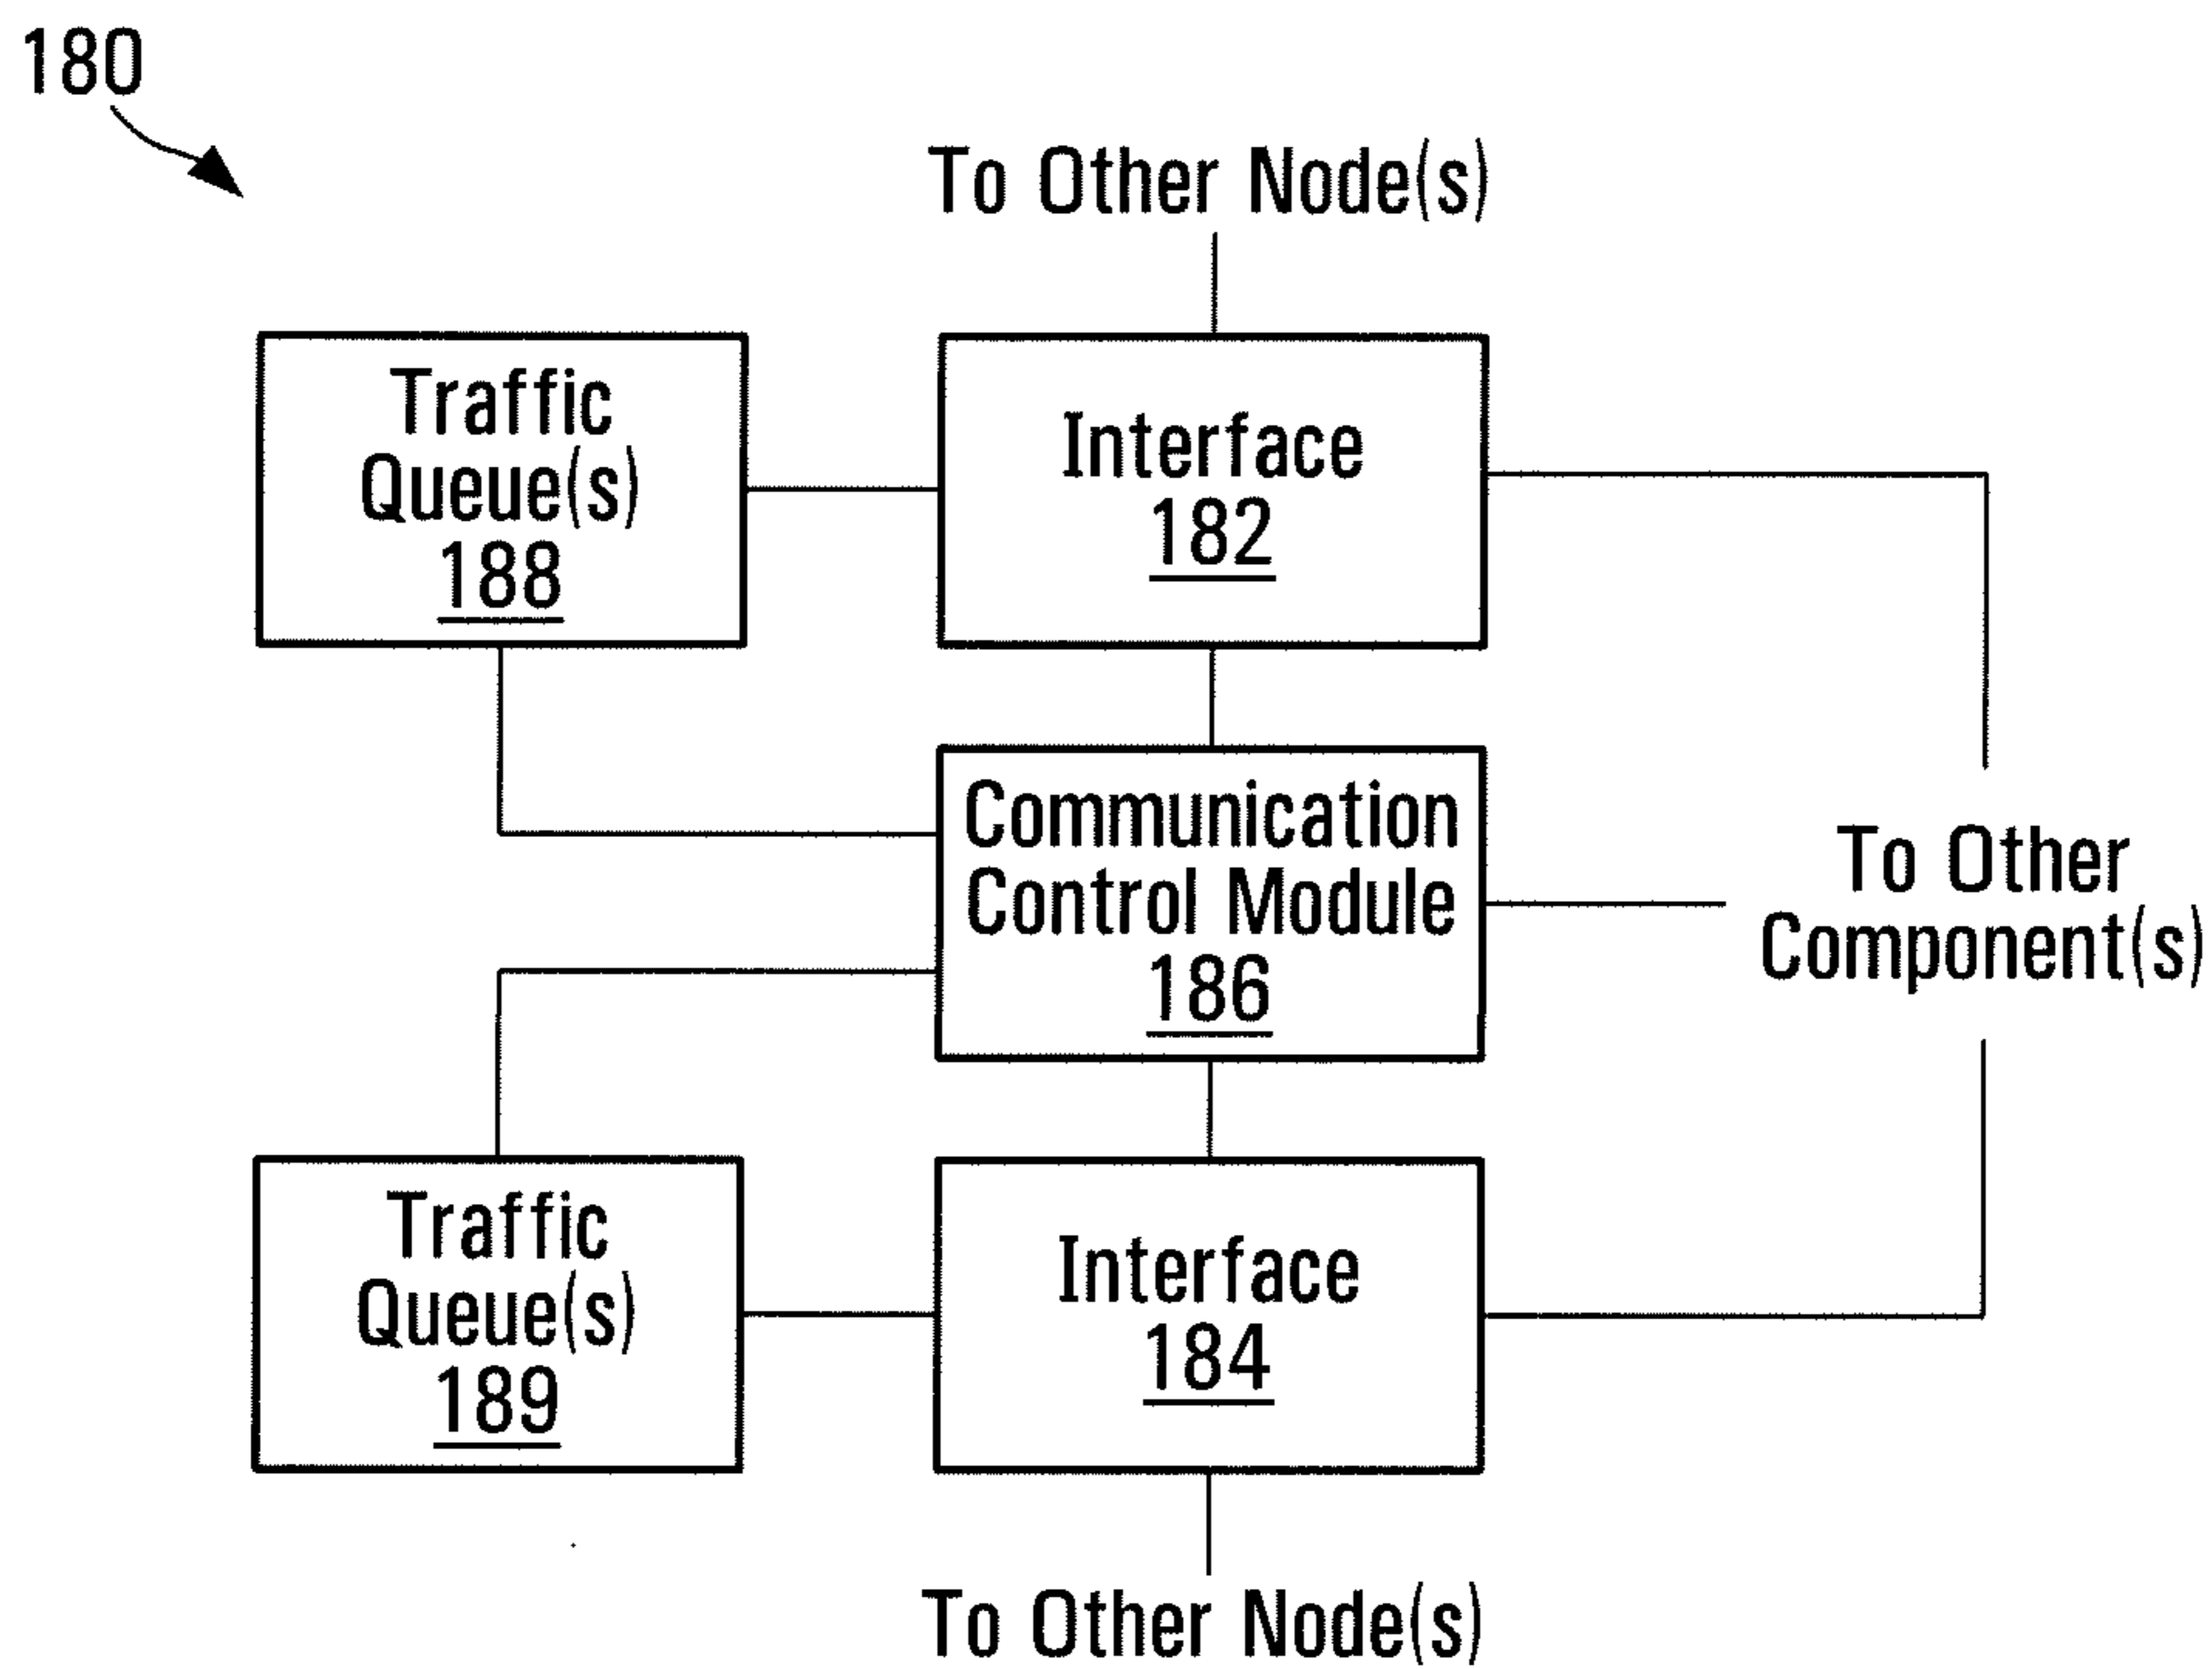 180
To Other Node(s)
Traffic
Queue(s)
188
Interface
182
Communication
Control Module
186
To Other
Component(s)
Traffic
Queue(s)
189
Interface
184
To Other Node(s)